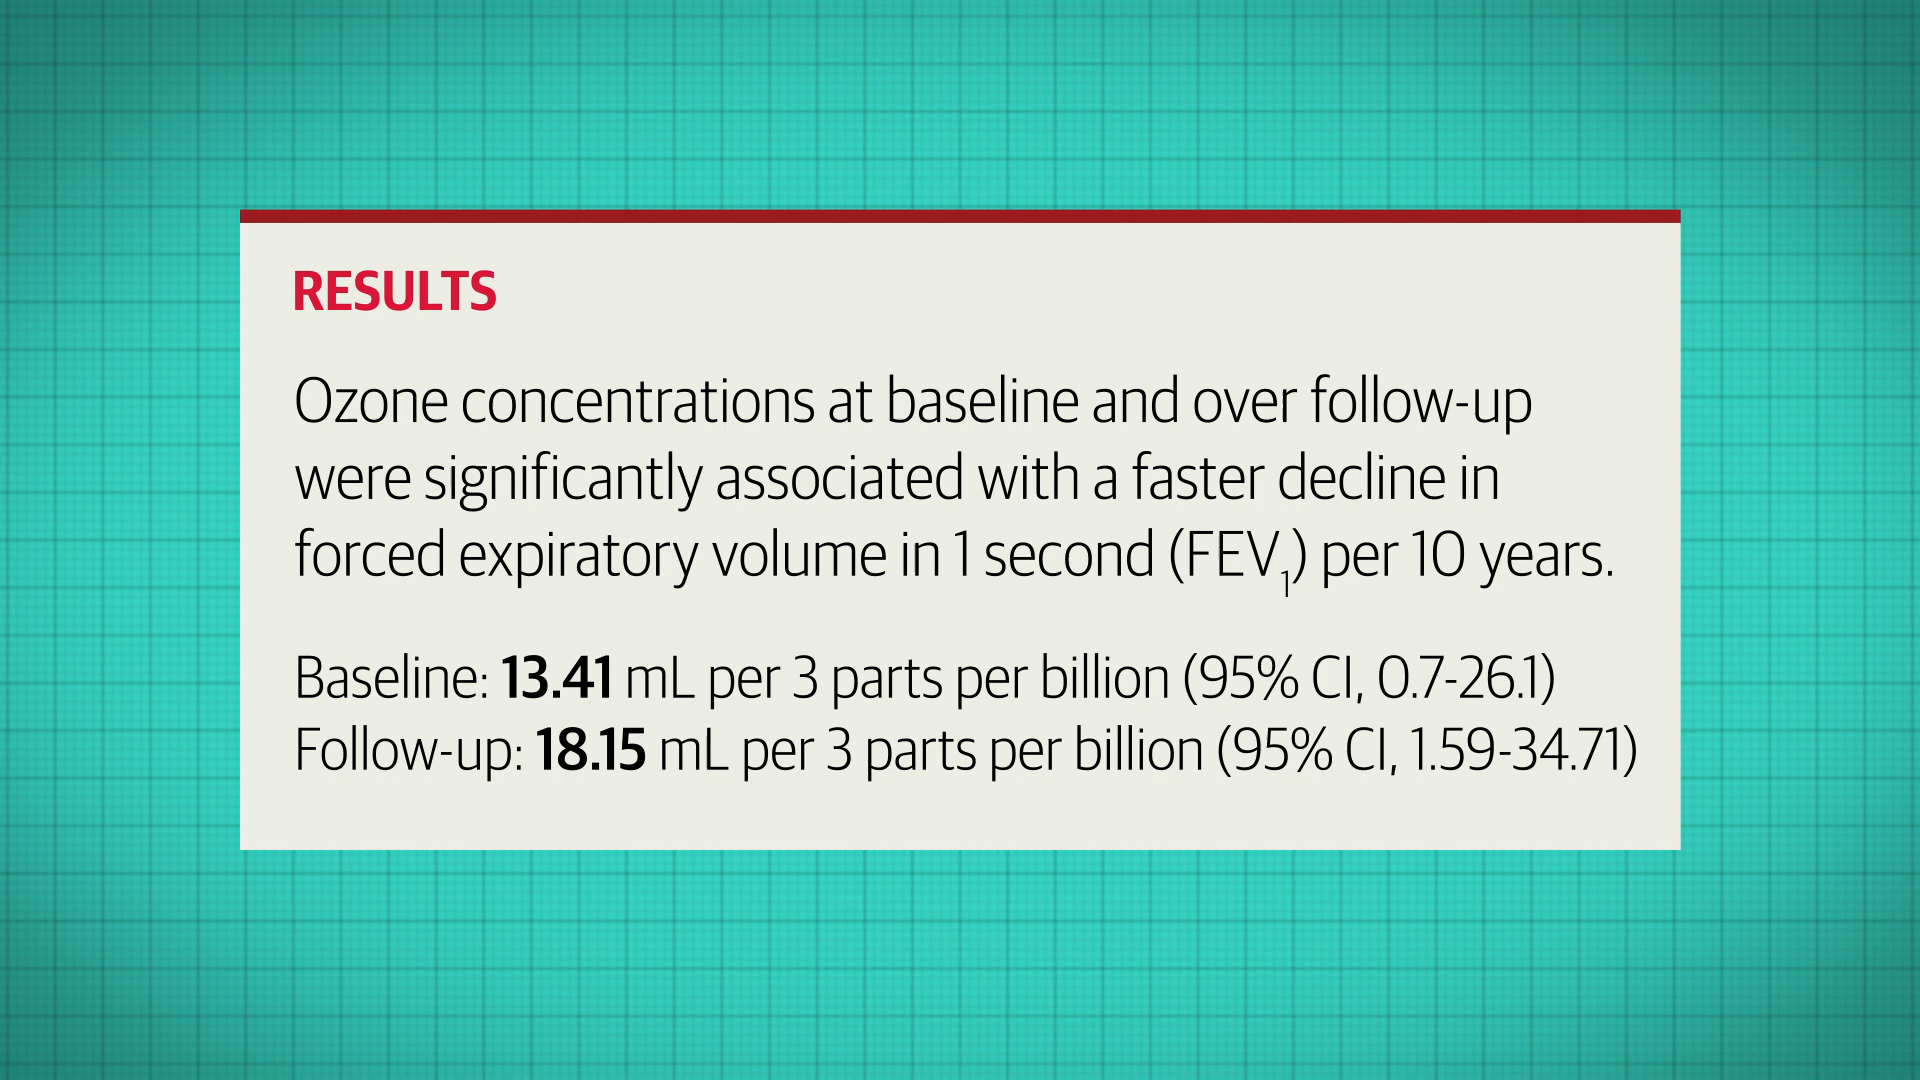 RESULTS
Ozone concentrations at baseline and over follow-up
were significantly associated with a faster decline in
forced expiratory volume in 1 second (FEV₁) per 10 years.
Baseline: 13.41 mL per 3 parts per billion (95% CI, 0.7-26.1)
Follow-up: 18.15 mL per 3 parts per billion (95% CI, 1.59-34.71)